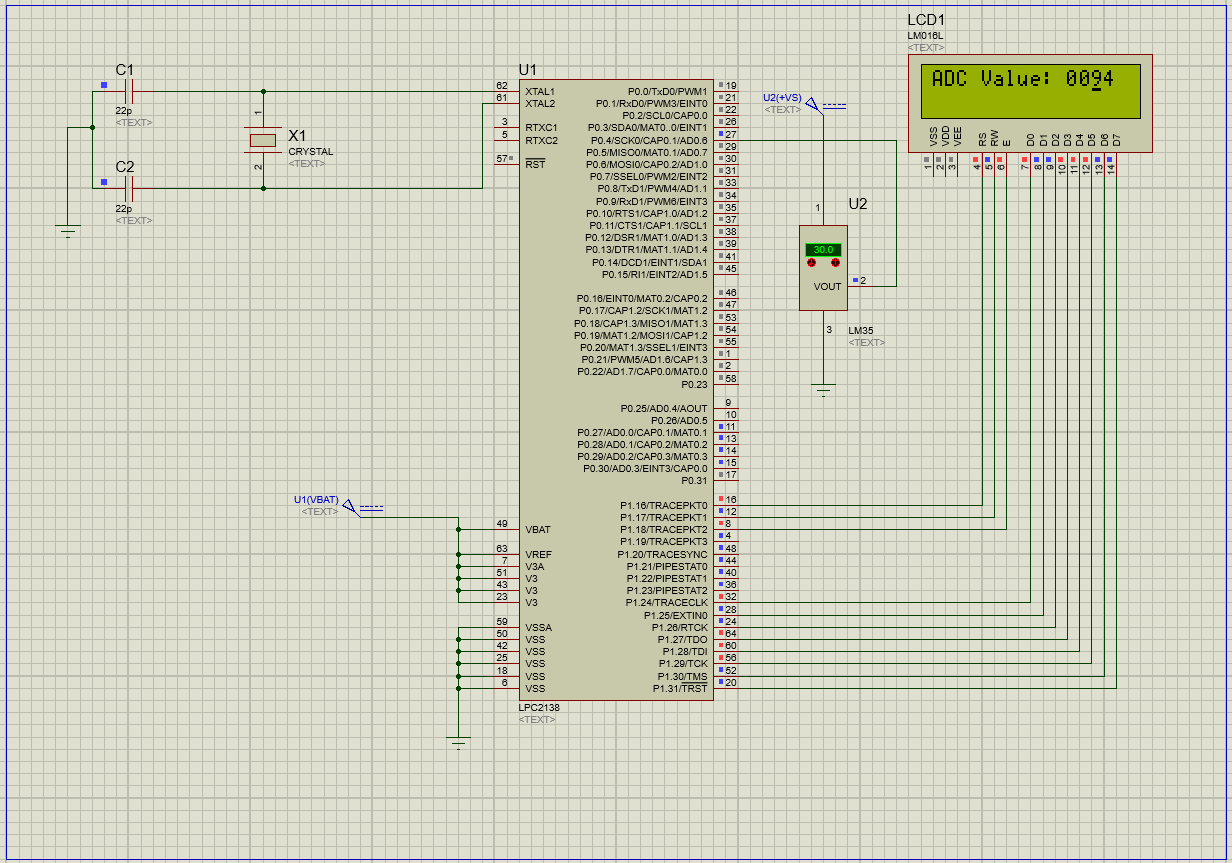 LCD1
LM016L
<TEXT>
ADC Value: 0094
VSS
VDD
VEE
RS
RW
E
D0
D1
D2
D3
D4
D5
D6
D7
1
2
3
4
5
6
7
8
9
10
11
12
13
14
C1
22p
<TEXT>
C2
22p
<TEXT>
1
X1
CRYSTAL
<TEXT>
2
U1
62 XTAL1
61 XTAL2
3 RTXC1
5 RTXC2
57 RST
U1(VBAT)
<TEXT>
49 VBAT
63 VREF
7 V3A
51 V3
43 V3
23 V3
59 VSSA
50 VSS
42 VSS
25 VSS
18 VSS
6 VSS
P0.0/TxD0/PWM1 19
P0.1/RxD0/PWM3/EINT0 21
P0.2/SCL0/CAP0.0 22
P0.3/SDA0/MAT0..0/EINT1 26
P0.4/SCK0/CAP0.1/AD0.6 27
P0.5/MISO0/MAT0.1/AD0.7 29
P0.6/MOSI0/CAP0.2/AD1.0 30
P0.7/SSEL0/PWM2/EINT2 31
P0.8/TxD1/PWM4/AD1.1 33
P0.9/RxD1/PWM6/EINT3 34
P0.10/RTS1/CAP1.0/AD1.2 35
P0.11/CTS1/CAP1.1/SCL1 37
P0.12/DSR1/MAT1.0/AD1.3 38
P0.13/DTR1/MAT1.1/AD1.4 39
P0.14/DCD1/EINT1/SDA1 41
P0.15/RI1/EINT2/AD1.5 45
P0.16/EINT0/MAT0.2/CAP0.2 46
P0.17/CAP1.2/SCK1/MAT1.2 47
P0.18/CAP1.3/MISO1/MAT1.3 53
P0.19/MAT1.2/MOSI1/CAP1.2 54
P0.20/MAT1.3/SSEL1/EINT3 55
P0.21/PWM5/AD1.6/CAP1.3 1
P0.22/AD1.7/CAP0.0/MAT0.0 2
P0.23 58
P0.25/AD0.4/AOUT 9
P0.26/AD0.5 10
P0.27/AD0.0/CAP0.1/MAT0.1 11
P0.28/AD0.1/CAP0.2/MAT0.2 13
P0.29/AD0.2/CAP0.3/MAT0.3 14
P0.30/AD0.3/EINT3/CAP0.0 15
P0.31 17
P1.16/TRACEPKT0 16
P1.17/TRACEPKT1 12
P1.18/TRACEPKT2 8
P1.19/TRACEPKT3 4
P1.20/TRACESYNC 48
P1.21/PIPESTAT0 44
P1.22/PIPESTAT1 40
P1.23/PIPESTAT2 36
P1.24/TRACECLK 32
P1.25/EXTIN0 28
P1.26/RTCK 24
P1.27/TDO 64
P1.28/TDI 60
P1.29/TCK 56
P1.30/TMS 52
P1.31/TRST 20
LPC2138
<TEXT>
U2(+VS)
<TEXT>
1
U2
30.0
VOUT 2
3
LM35
<TEXT>